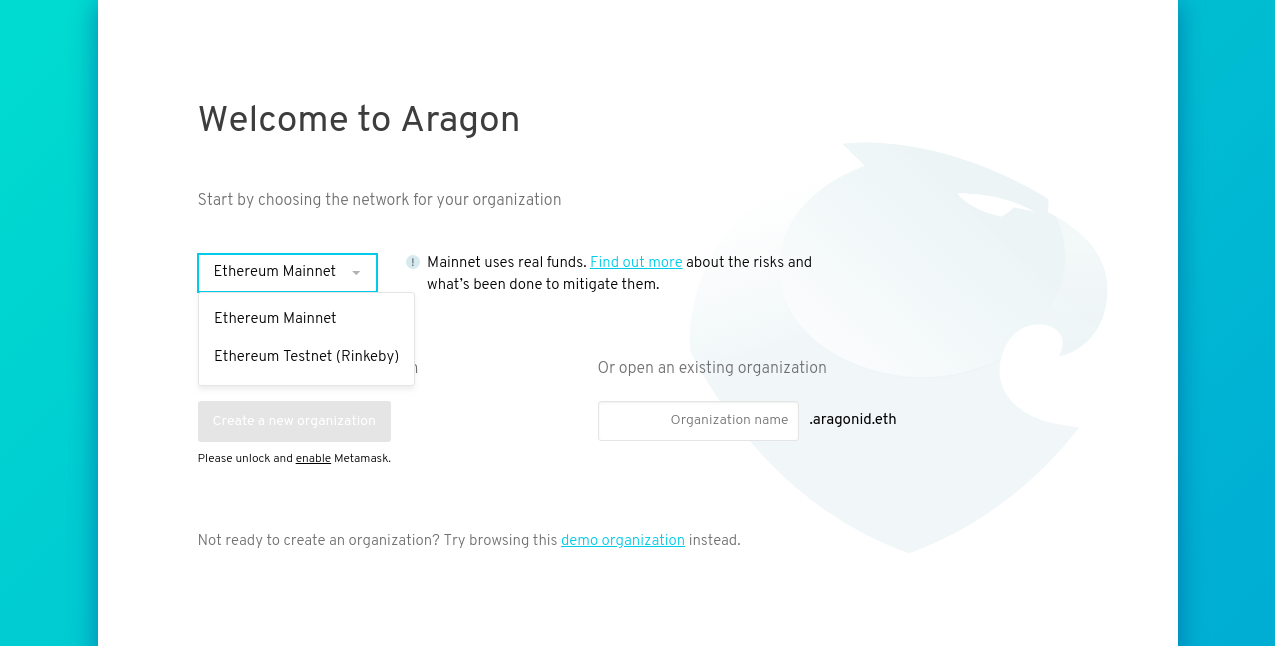 Welcome to Aragon
Start by choosing the network for your organization
Ethereum Mainnet
! Mainnet uses real funds. Find out more about the risks and
what's been done to mitigate them.
Ethereum Mainnet
Ethereum Testnet (Rinkeby)
Or open an existing organization
Create a new organization
Organization name .aragonid.eth
Please unlock and enable Metamask.
Not ready to create an organization? Try browsing this demo organization instead.